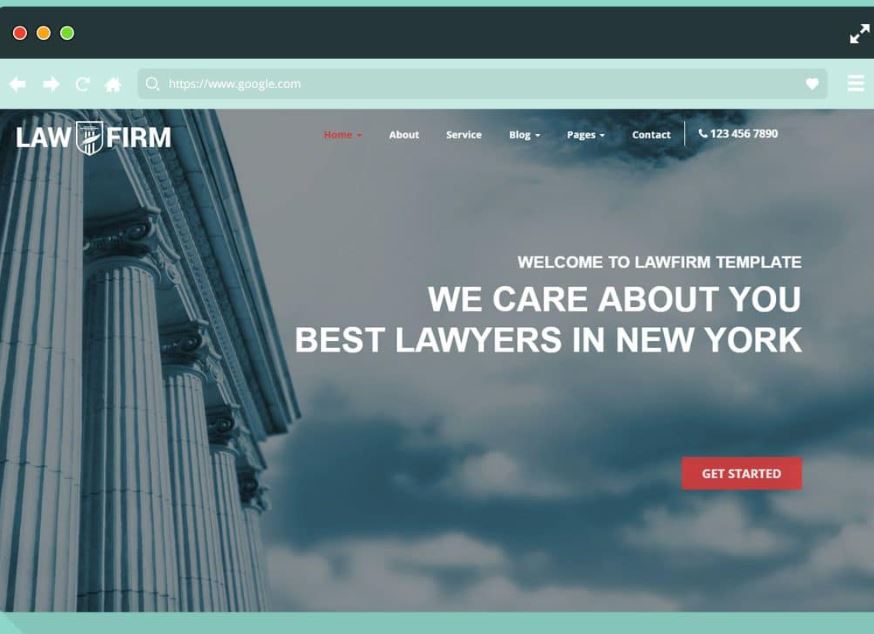 https://www.google.com
LAW FIRM
Home About Service Blog Pages Contact 123 456 7890
WELCOME TO LAWFIRM TEMPLATE
WE CARE ABOUT YOU
BEST LAWYERS IN NEW YORK
GET STARTED